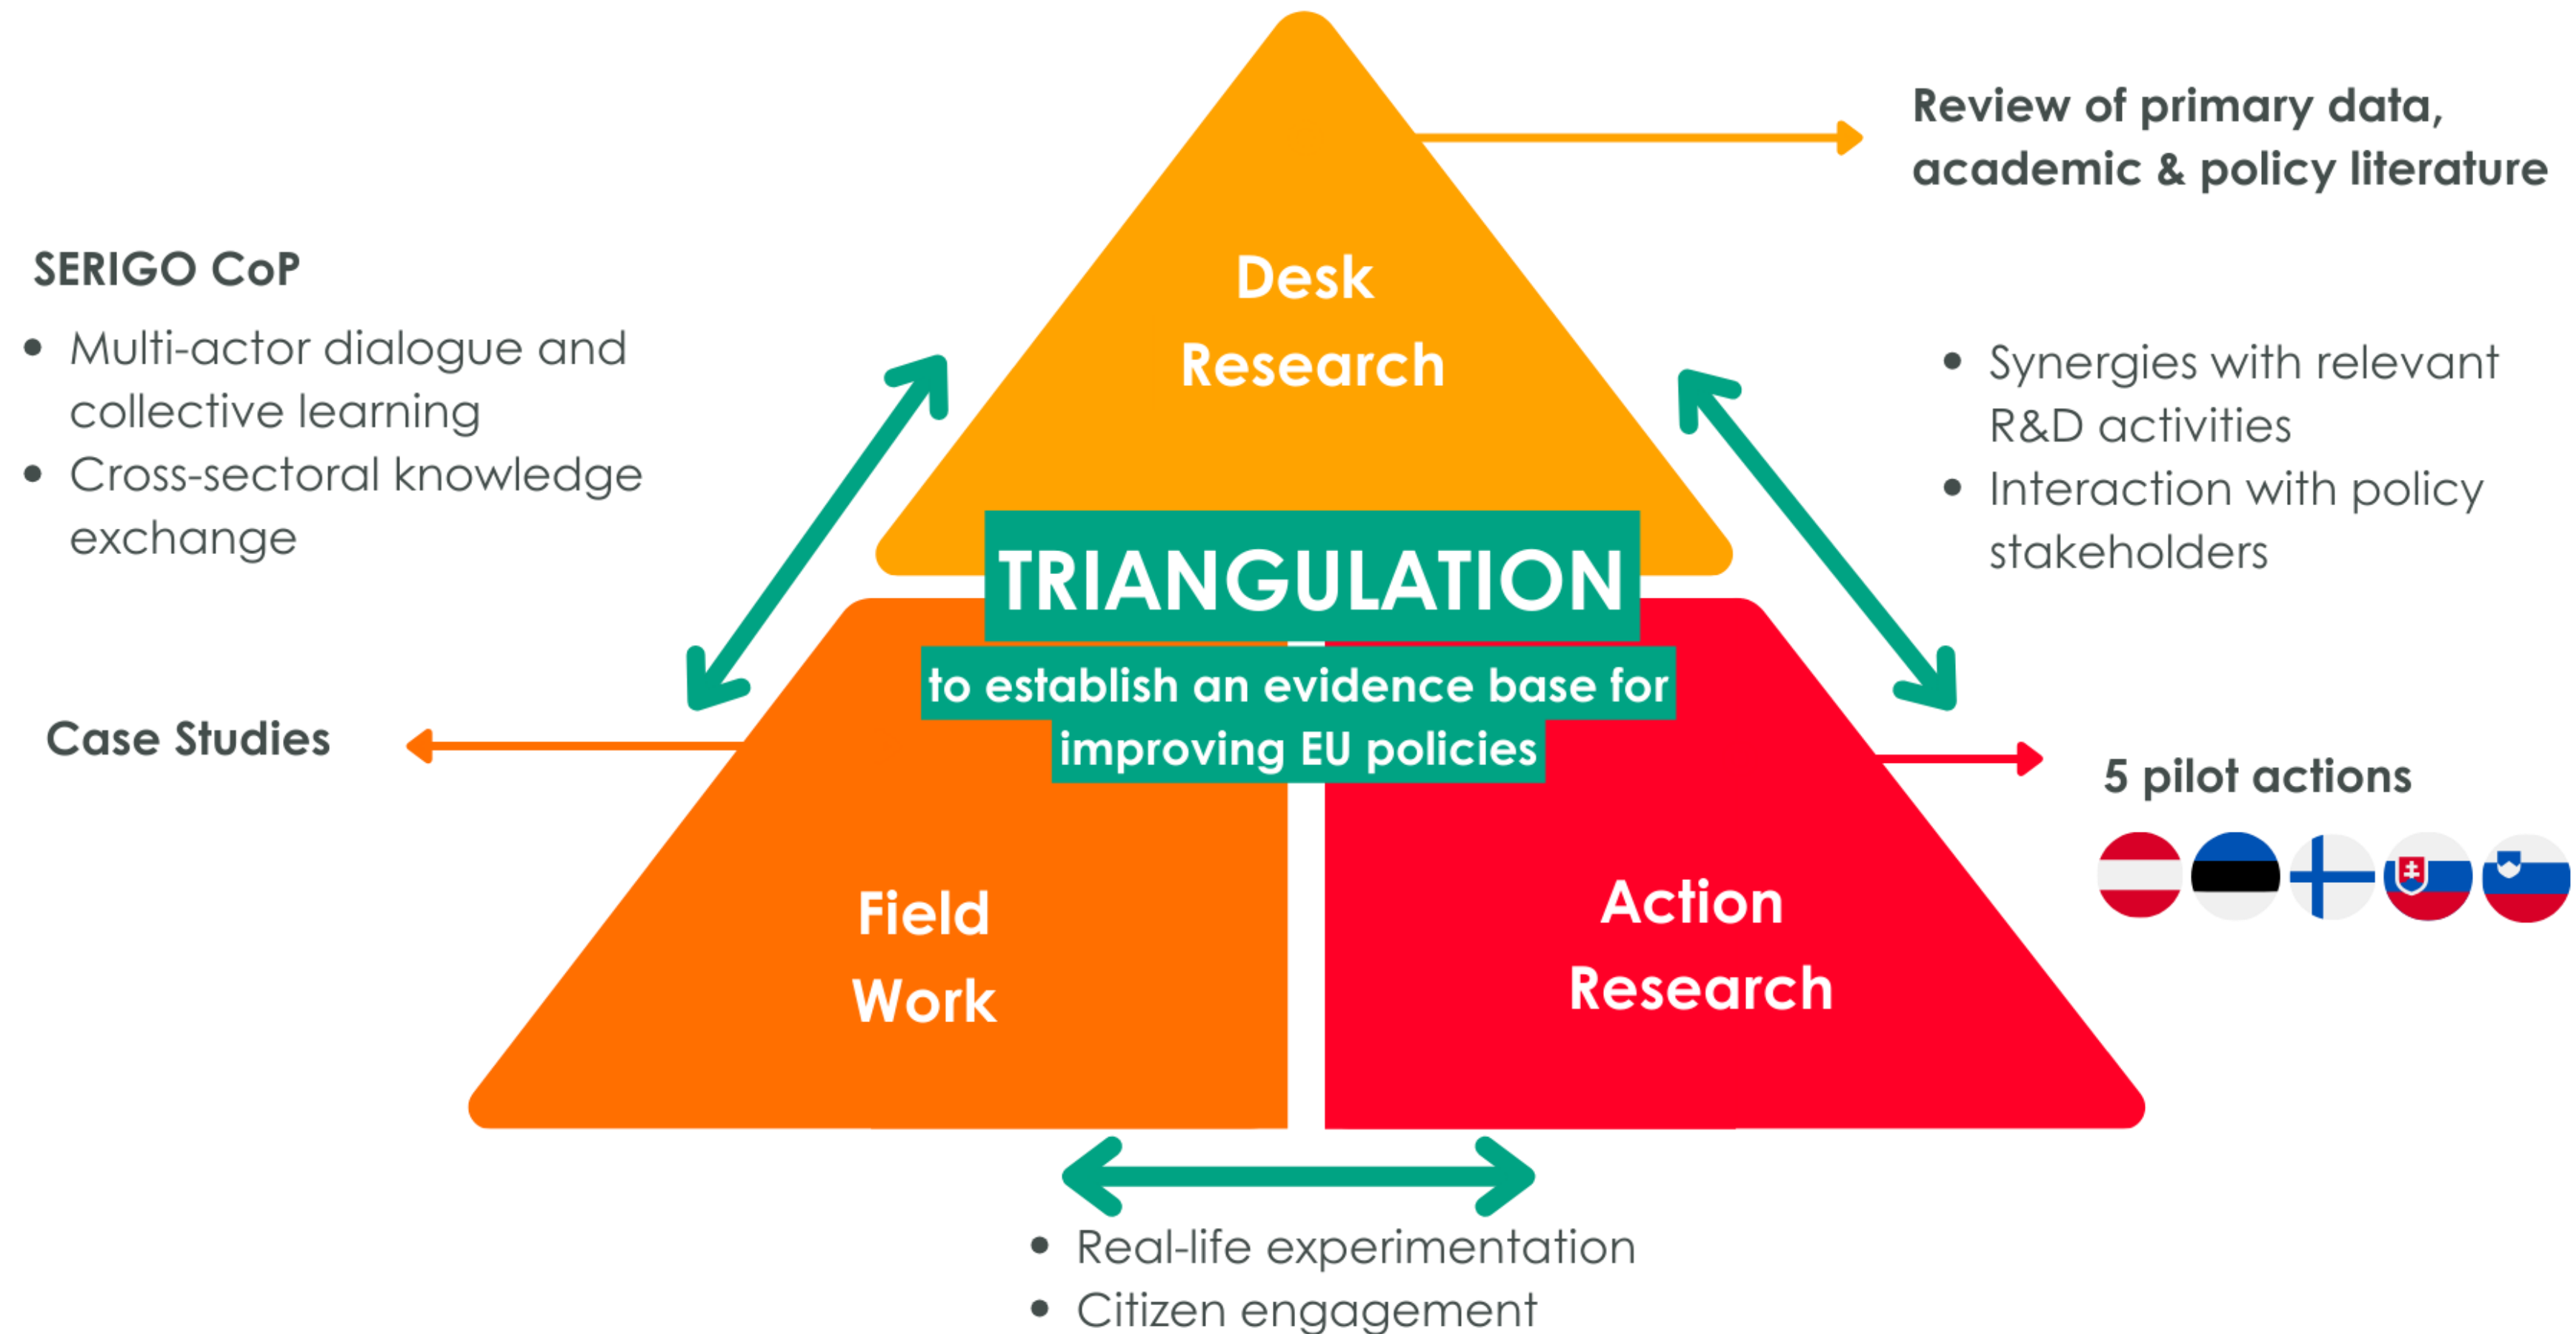 Review of primary data,
academic & policy literature
Desk
Research
SERIGO CoP
• Multi-actor dialogue and
collective learning
• Cross-sectoral knowledge
exchange
• Synergies with relevant
R&D activities
• Interaction with policy
stakeholders
TRIANGULATION
to establish an evidence base for
improving EU policies
Case Studies
5 pilot actions
Field
Work
Action
Research
• Real-life experimentation
• Citizen engagement